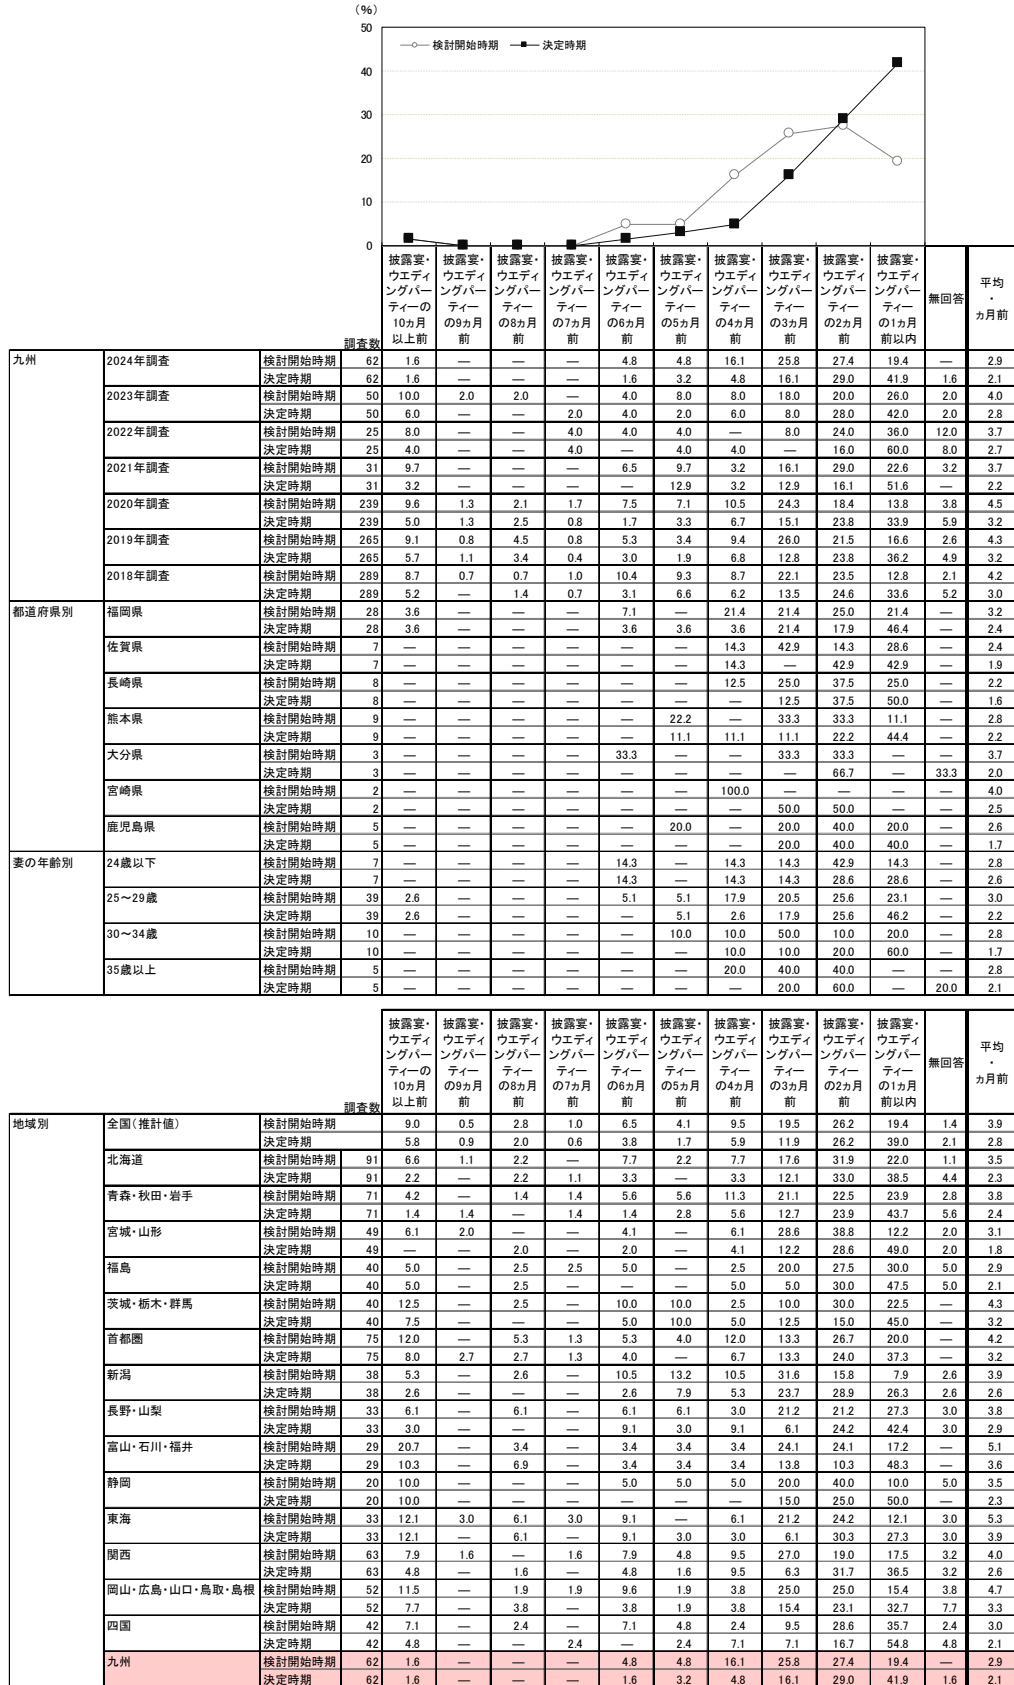 （%）
50
40
30
20
10
0
検討開始時期 決定時期
調査数 披露宴・ウエディングパーティーの10ヵ月以上前 披露宴・ウエディングパーティーの9ヵ月前 披露宴・ウエディングパーティーの8ヵ月前 披露宴・ウエディングパーティーの7ヵ月前 披露宴・ウエディングパーティーの6ヵ月前 披露宴・ウエディングパーティーの5ヵ月前 披露宴・ウエディングパーティーの4ヵ月前 披露宴・ウエディングパーティーの3ヵ月前 披露宴・ウエディングパーティーの2ヵ月前 披露宴・ウエディングパーティーの1ヵ月前以内 無回答 平均・ヵ月前
九州 2024年調査 検討開始時期 62 1.6 — — — 4.8 4.8 16.1 25.8 27.4 19.4 — 2.9
決定時期 62 1.6 — — — 1.6 3.2 4.8 16.1 29.0 41.9 1.6 2.1
2023年調査 検討開始時期 50 10.0 2.0 2.0 — 4.0 8.0 8.0 18.0 20.0 26.0 2.0 4.0
決定時期 50 6.0 — — 2.0 4.0 2.0 6.0 8.0 28.0 42.0 2.0 2.8
2022年調査 検討開始時期 25 8.0 — — 4.0 4.0 4.0 — 8.0 24.0 36.0 12.0 3.7
決定時期 25 4.0 — — 4.0 — 4.0 4.0 — 16.0 60.0 8.0 2.7
2021年調査 検討開始時期 31 9.7 — — — 6.5 9.7 3.2 16.1 29.0 22.6 3.2 3.7
決定時期 31 3.2 — — — — 12.9 3.2 12.9 16.1 51.6 — 2.2
2020年調査 検討開始時期 239 9.6 1.3 2.1 1.7 7.5 7.1 10.5 24.3 18.4 13.8 3.8 4.5
決定時期 239 5.0 1.3 2.5 0.8 1.7 3.3 6.7 15.1 23.8 33.9 5.9 3.2
2019年調査 検討開始時期 265 9.1 0.8 4.5 0.8 5.3 3.4 9.4 26.0 21.5 16.6 2.6 4.3
決定時期 265 5.7 1.1 3.4 0.4 3.0 1.9 6.8 12.8 23.8 36.2 4.9 3.2
2018年調査 検討開始時期 289 8.7 0.7 0.7 1.0 10.4 9.3 8.7 22.1 23.5 12.8 2.1 4.2
決定時期 289 5.2 — 1.4 0.7 3.1 6.6 6.2 13.5 24.6 33.6 5.2 3.0
都道府県別 福岡県 検討開始時期 28 3.6 — — — 7.1 — 21.4 21.4 25.0 21.4 — 3.2
決定時期 28 3.6 — — — 3.6 3.6 3.6 21.4 17.9 46.4 — 2.4
佐賀県 検討開始時期 7 — — — — — — 14.3 42.9 14.3 28.6 — 2.4
決定時期 7 — — — — — — 14.3 — 42.9 42.9 — 1.9
長崎県 検討開始時期 8 — — — — — — 12.5 25.0 37.5 25.0 — 2.2
決定時期 8 — — — — — — — 12.5 37.5 50.0 — 1.6
熊本県 検討開始時期 9 — — — — — 22.2 — 33.3 33.3 11.1 — 2.8
決定時期 9 — — — — — 11.1 11.1 11.1 22.2 44.4 — 2.2
大分県 検討開始時期 3 — — — — 33.3 — — 33.3 33.3 — — 3.7
決定時期 3 — — — — — — — — 66.7 — 33.3 2.0
宮崎県 検討開始時期 2 — — — — — — 100.0 — — — — 4.0
決定時期 2 — — — — — — — 50.0 50.0 — — 2.5
鹿児島県 検討開始時期 5 — — — — — 20.0 — 20.0 40.0 20.0 — 2.6
決定時期 5 — — — — — — — 20.0 40.0 40.0 — 1.7
妻の年齢別 24歳以下 検討開始時期 7 — — — — 14.3 — 14.3 14.3 42.9 14.3 — 2.8
決定時期 7 — — — — 14.3 — 14.3 14.3 28.6 28.6 — 2.6
25～29歳 検討開始時期 39 2.6 — — — 5.1 5.1 17.9 20.5 25.6 23.1 — 3.0
決定時期 39 2.6 — — — — 5.1 2.6 17.9 25.6 46.2 — 2.2
30～34歳 検討開始時期 10 — — — — — 10.0 10.0 50.0 10.0 20.0 — 2.8
決定時期 10 — — — — — — 10.0 10.0 20.0 60.0 — 1.7
35歳以上 検討開始時期 5 — — — — — — 20.0 40.0 40.0 — — 2.8
決定時期 5 — — — — — — — 20.0 60.0 — 20.0 2.1
調査数 披露宴・ウエディングパーティーの10ヵ月以上前 披露宴・ウエディングパーティーの9ヵ月前 披露宴・ウエディングパーティーの8ヵ月前 披露宴・ウエディングパーティーの7ヵ月前 披露宴・ウエディングパーティーの6ヵ月前 披露宴・ウエディングパーティーの5ヵ月前 披露宴・ウエディングパーティーの4ヵ月前 披露宴・ウエディングパーティーの3ヵ月前 披露宴・ウエディングパーティーの2ヵ月前 披露宴・ウエディングパーティーの1ヵ月前以内 無回答 平均・ヵ月前
地域別 全国（推計値） 検討開始時期 9.0 0.5 2.8 1.0 6.5 4.1 9.5 19.5 26.2 19.4 1.4 3.9
決定時期 5.8 0.9 2.0 0.6 3.8 1.7 5.9 11.9 26.2 39.0 2.1 2.8
北海道 検討開始時期 91 6.6 1.1 2.2 — 7.7 2.2 7.7 17.6 31.9 22.0 1.1 3.5
決定時期 91 2.2 — 2.2 1.1 3.3 — 3.3 12.1 33.0 38.5 4.4 2.3
青森・秋田・岩手 検討開始時期 71 4.2 — 1.4 1.4 5.6 5.6 11.3 21.1 22.5 23.9 2.8 3.8
決定時期 71 1.4 1.4 — 1.4 1.4 2.8 5.6 12.7 23.9 43.7 5.6 2.4
宮城・山形 検討開始時期 49 6.1 2.0 — — 4.1 — 6.1 28.6 38.8 12.2 2.0 3.1
決定時期 49 — — 2.0 — 2.0 — 4.1 12.2 28.6 49.0 2.0 1.8
福島 検討開始時期 40 5.0 — 2.5 2.5 5.0 — 2.5 20.0 27.5 30.0 5.0 2.9
決定時期 40 5.0 — 2.5 — — — 5.0 5.0 30.0 47.5 5.0 2.1
茨城・栃木・群馬 検討開始時期 40 12.5 — 2.5 — 10.0 10.0 2.5 10.0 30.0 22.5 — 4.3
決定時期 40 7.5 — — — 5.0 10.0 5.0 12.5 15.0 45.0 — 3.2
首都圏 検討開始時期 75 12.0 — 5.3 1.3 5.3 4.0 12.0 13.3 26.7 20.0 — 4.2
決定時期 75 8.0 2.7 2.7 1.3 4.0 — 6.7 13.3 24.0 37.3 — 3.2
新潟 検討開始時期 38 5.3 — 2.6 — 10.5 13.2 10.5 31.6 15.8 7.9 2.6 3.9
決定時期 38 2.6 — — — 2.6 7.9 5.3 23.7 28.9 26.3 2.6 2.6
長野・山梨 検討開始時期 33 6.1 — 6.1 — 6.1 6.1 3.0 21.2 21.2 27.3 3.0 3.8
決定時期 33 3.0 — — — 9.1 3.0 9.1 6.1 24.2 42.4 3.0 2.9
富山・石川・福井 検討開始時期 29 20.7 — 3.4 — 3.4 3.4 3.4 24.1 24.1 17.2 — 5.1
決定時期 29 10.3 — 6.9 — 3.4 3.4 3.4 13.8 10.3 48.3 — 3.6
静岡 検討開始時期 20 10.0 — — — 5.0 5.0 5.0 20.0 40.0 10.0 5.0 3.5
決定時期 20 10.0 — — — — — — 15.0 25.0 50.0 — 2.3
東海 検討開始時期 33 12.1 3.0 6.1 3.0 9.1 — 6.1 21.2 24.2 12.1 3.0 5.3
決定時期 33 12.1 — 6.1 — 9.1 3.0 3.0 6.1 30.3 27.3 3.0 3.9
関西 検討開始時期 63 7.9 1.6 — 1.6 7.9 4.8 9.5 27.0 19.0 17.5 3.2 4.0
決定時期 63 4.8 — 1.6 — 4.8 1.6 9.5 6.3 31.7 36.5 3.2 2.6
岡山・広島・山口・鳥取・島根 検討開始時期 52 11.5 — 1.9 1.9 9.6 1.9 3.8 25.0 25.0 15.4 3.8 4.7
決定時期 52 7.7 — 3.8 — 3.8 1.9 3.8 15.4 23.1 32.7 7.7 3.3
四国 検討開始時期 42 7.1 — 2.4 — 7.1 4.8 2.4 9.5 28.6 35.7 2.4 3.0
決定時期 42 4.8 — — 2.4 — 2.4 7.1 7.1 16.7 54.8 4.8 2.1
九州 検討開始時期 62 1.6 — — — 4.8 4.8 16.1 25.8 27.4 19.4 — 2.9
決定時期 62 1.6 — — — 1.6 3.2 4.8 16.1 29.0 41.9 1.6 2.1